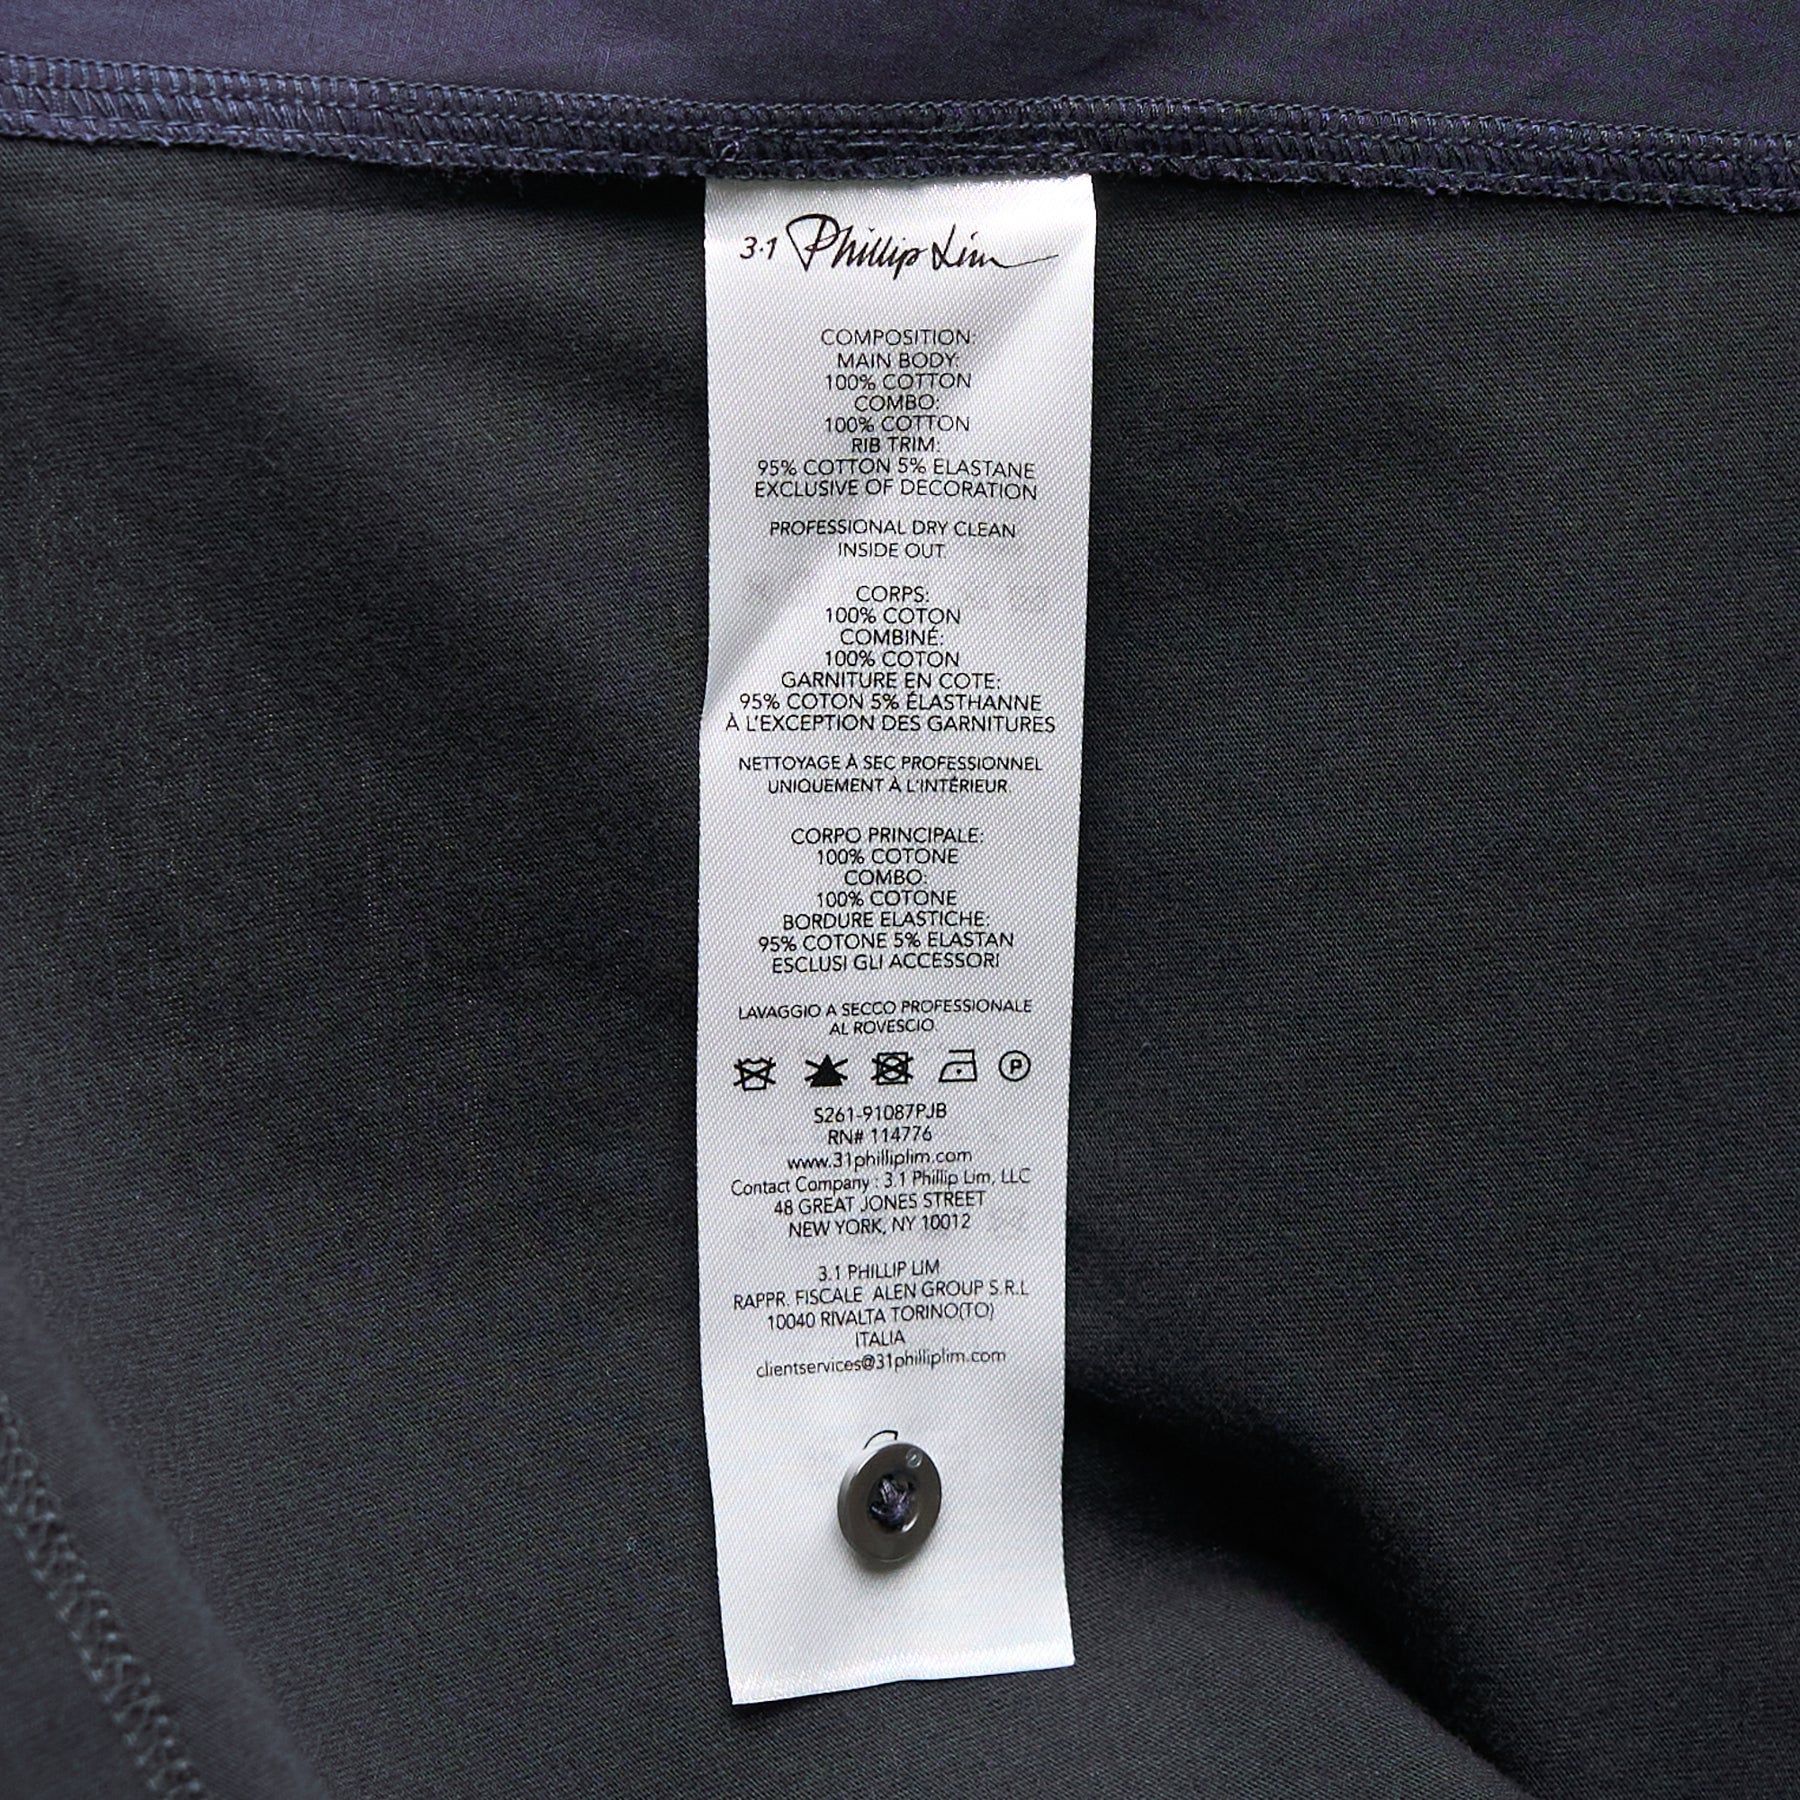 3.1 Phillip Lim
COMPOSITION:
MAIN BODY:
100% COTTON
COMBO:
100% COTTON
RIB TRIM:
95% COTTON 5% ELASTANE
EXCLUSIVE OF DECORATION
PROFESSIONAL DRY CLEAN
INSIDE OUT.
CORPS:
100% COTON
COMBINÉ:
100% COTON
GARNITURE EN COTE:
95% COTON 5% ÉLASTHANNE
À L'EXCEPTION DES GARNITURES
NETTOYAGE À SEC PROFESSIONNEL
UNIQUEMENT À L'INTÉRIEUR.
CORPO PRINCIPALE:
100% COTONE
COMBO:
100% COTONE
BORDURE ELASTICHE:
95% COTONE 5% ELASTAN
ESCLUSI GLI ACCESSORI
LAVAGGIO A SECCO PROFESSIONALE
AL ROVESCIO.
P
S261-91087PJB
RN# 114776
www.31philliplim.com
Contact Company : 3.1 Phillip Lim, LLC
48 GREAT JONES STREET
NEW YORK, NY 10012
3.1 PHILLIP LIM
RAPPR. FISCALE ALEN GROUP S.R.L
10040 RIVALTA TORINO(TO)
ITALIA
clientservices@31philliplim.com